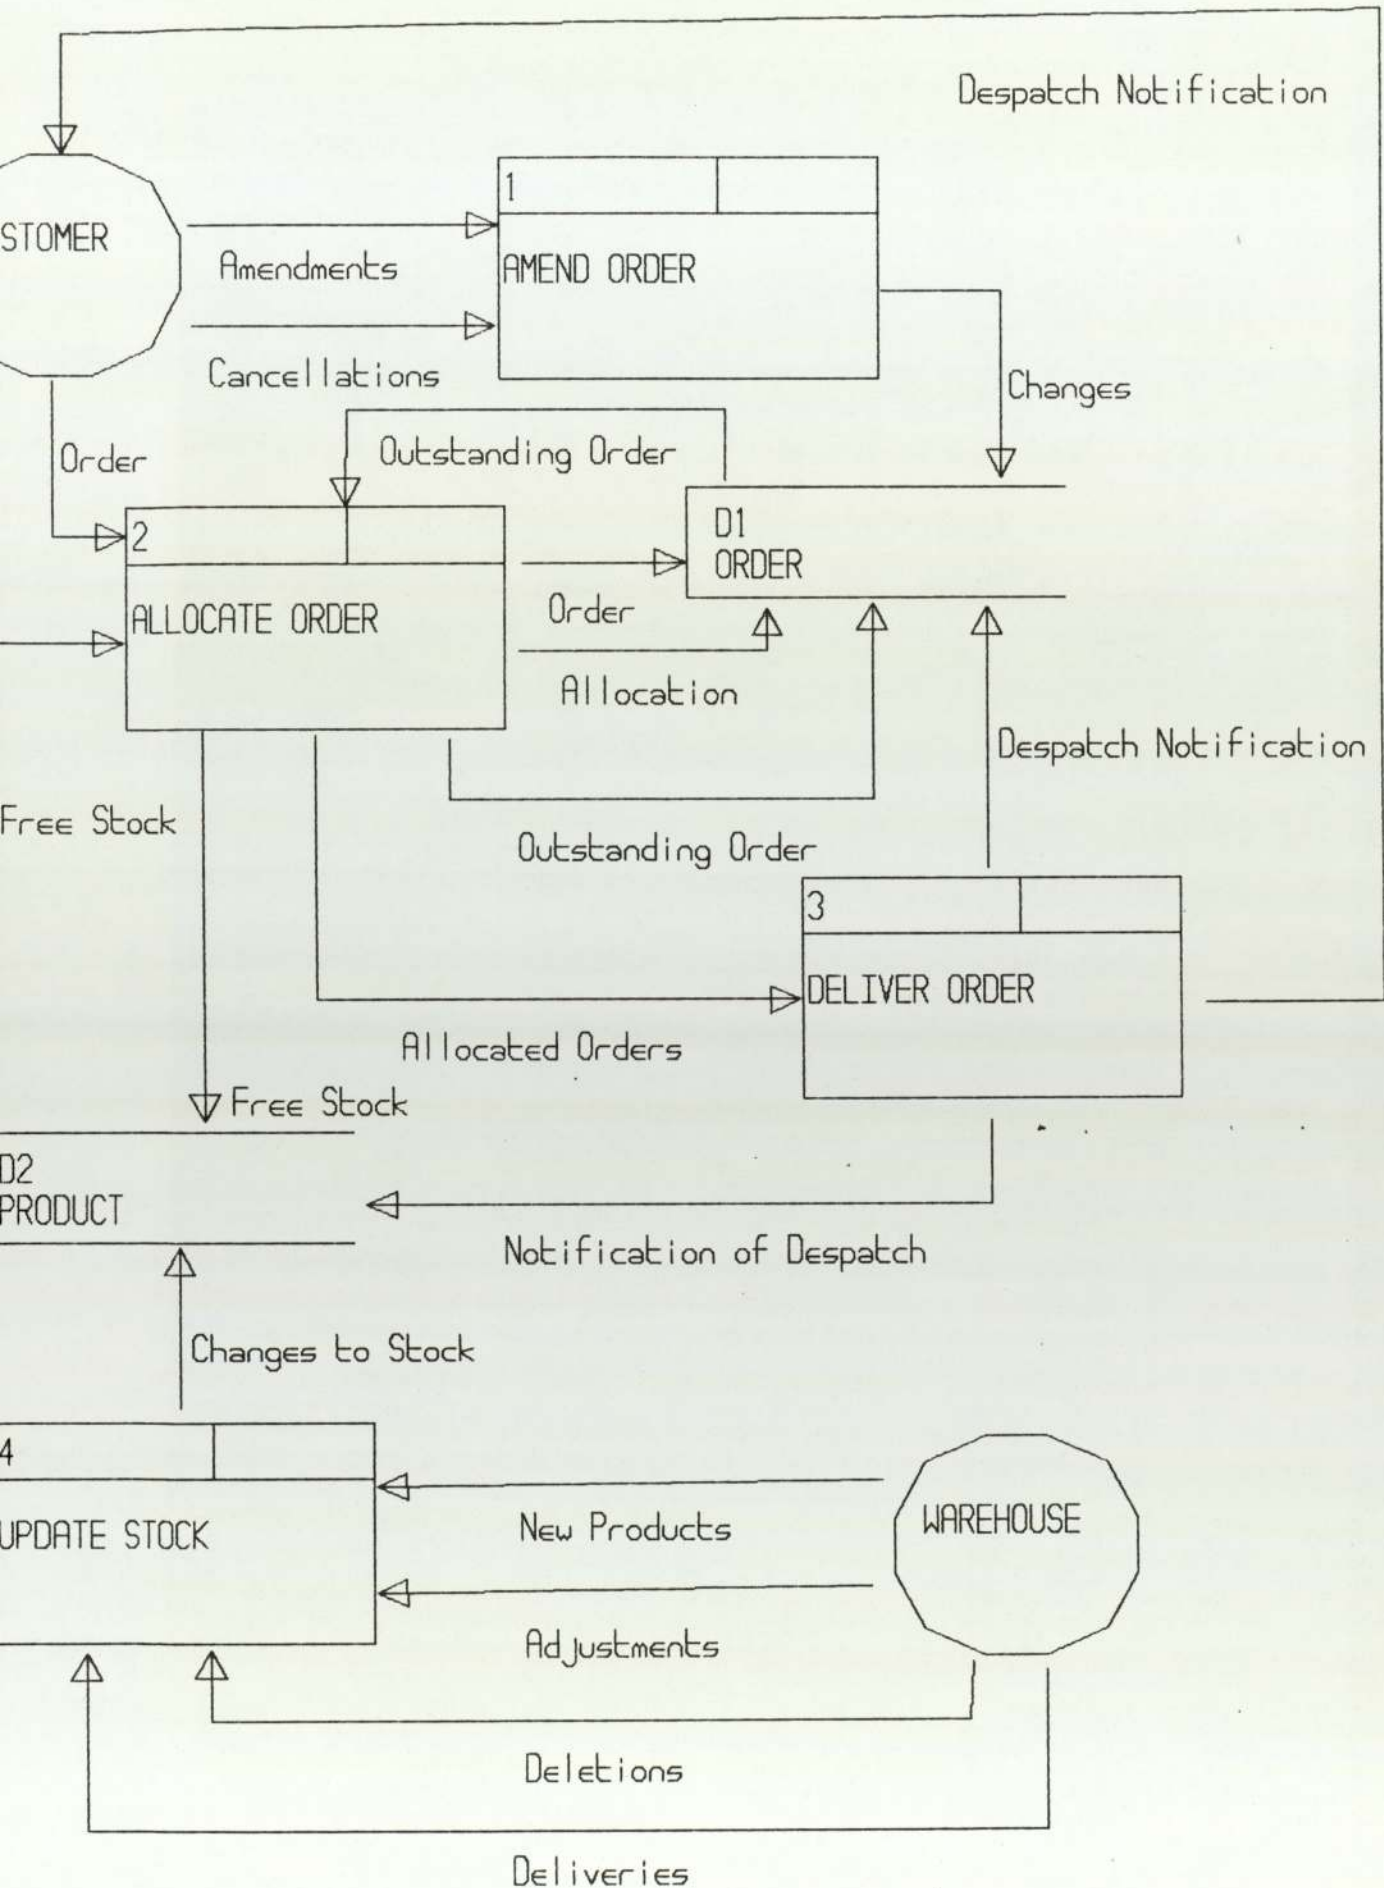 Despatch Notification
STOMER
1
AMEND ORDER
Amendments
Cancellations
Changes
Order
Outstanding Order
2
ALLOCATE ORDER
D1
ORDER
Order
Allocation
Despatch Notification
Free Stock
Outstanding Order
3
DELIVER ORDER
Allocated Orders
Free Stock
D2
PRODUCT
Notification of Despatch
Changes to Stock
4
UPDATE STOCK
WAREHOUSE
New Products
Adjustments
Deletions
Deliveries